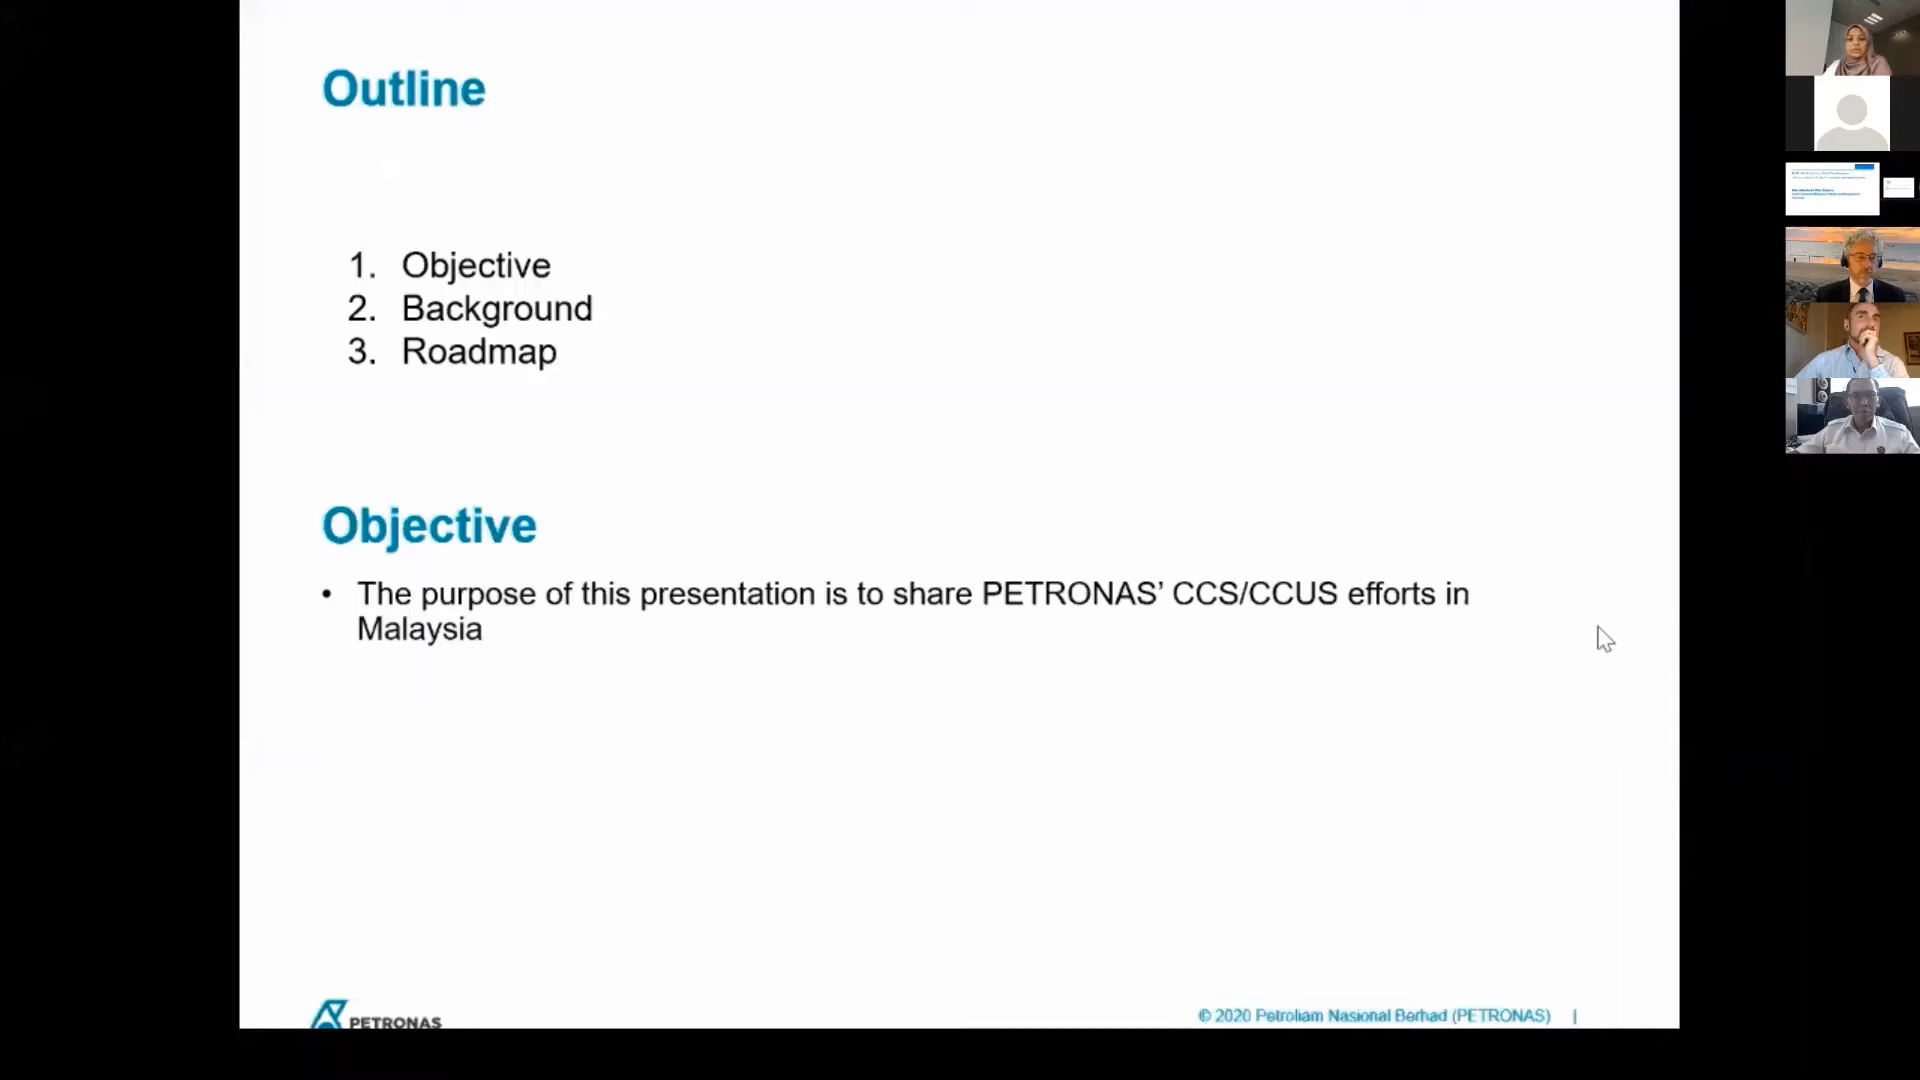 Outline
1. Objective
2. Background
3. Roadmap
Objective
• The purpose of this presentation is to share PETRONAS’ CCS/CCUS efforts in
Malaysia
PETRONAS
© 2020 Petroliam Nasional Berhad (PETRONAS) |